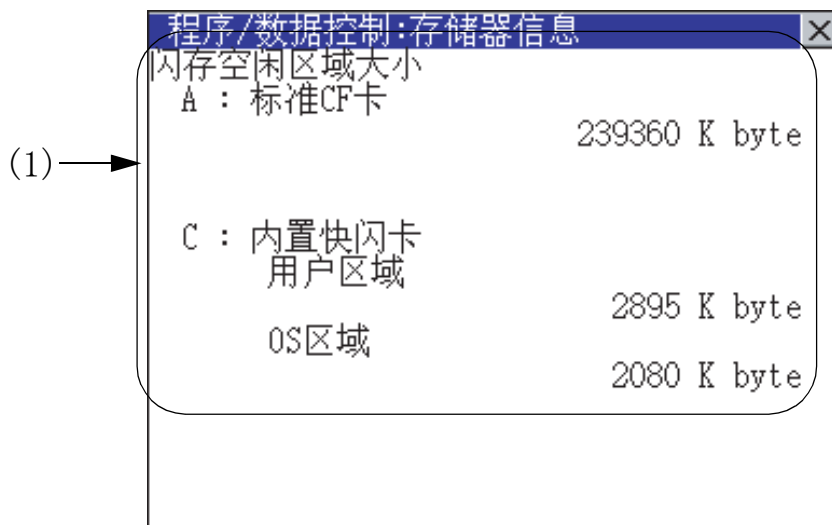 程序/数据控制:存储器信息
闪存空闲区域大小
A : 标准CF卡
239360 K byte
(1)
C : 内置快闪卡
用户区域
2895 K byte
OS区域
2080 K byte